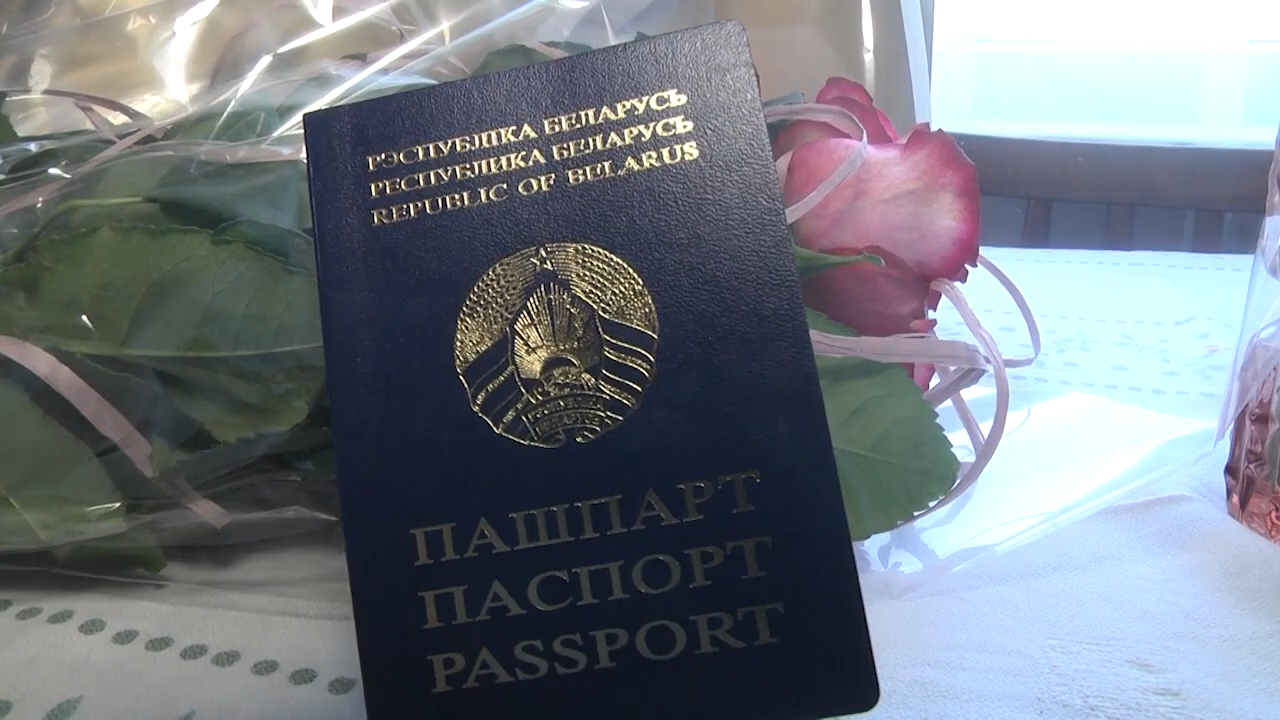 РЭСПУБЛІКА БЕЛАРУСЬ
РЕСПУБЛИКА БЕЛАРУСЬ
REPUBLIC OF BELARUS
ПАШПАРТ
ПАСПОРТ
PASSPORT